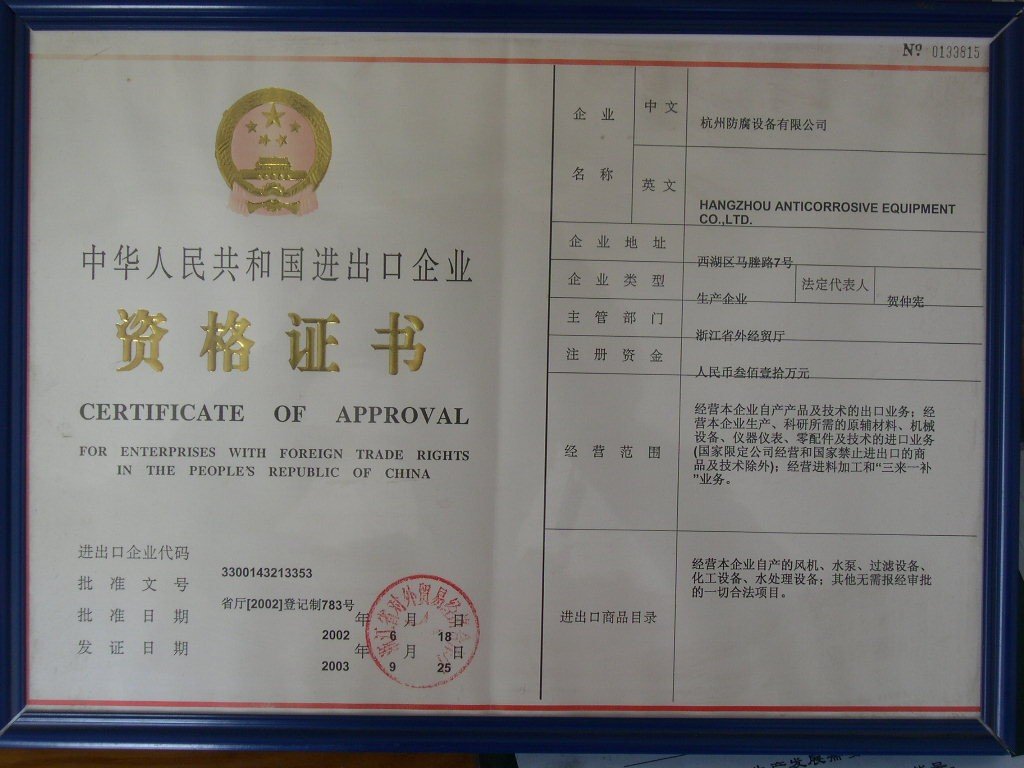 Nº 0133815
中华人民共和国进出口企业
资格证书
CERTIFICATE OF APPROVAL
FOR ENTERPRISES WITH FOREIGN TRADE RIGHTS
IN THE PEOPLE'S REPUBLIC OF CHINA
进出口企业代码
3300143213353
批准文号
省厅[2002]登记制783号
批准日期
年 月 日
2002 6 18
发证日期
年 月 日
2003 9 25
企业名称
中文
杭州防腐设备有限公司
英文
HANGZHOU ANTICORROSIVE EQUIPMENT
CO.,LTD.
企业地址
西湖区马塍路7号
企业类型
生产企业
法定代表人
贺仲宪
主管部门
浙江省外经贸厅
注册资金
人民币叁佰壹拾万元
经营范围
经营本企业自产产品及技术的出口业务；经
营本企业生产、科研所需的原辅材料、机械
设备、仪器仪表、零配件及技术的进口业务
(国家限定公司经营和国家禁止进出口的商
品及技术除外)；经营进料加工和“三来一补
”业务。
进出口商品目录
经营本企业自产的风机、水泵、过滤设备、
化工设备、水处理设备；其他无需报经审批
的一切合法项目。